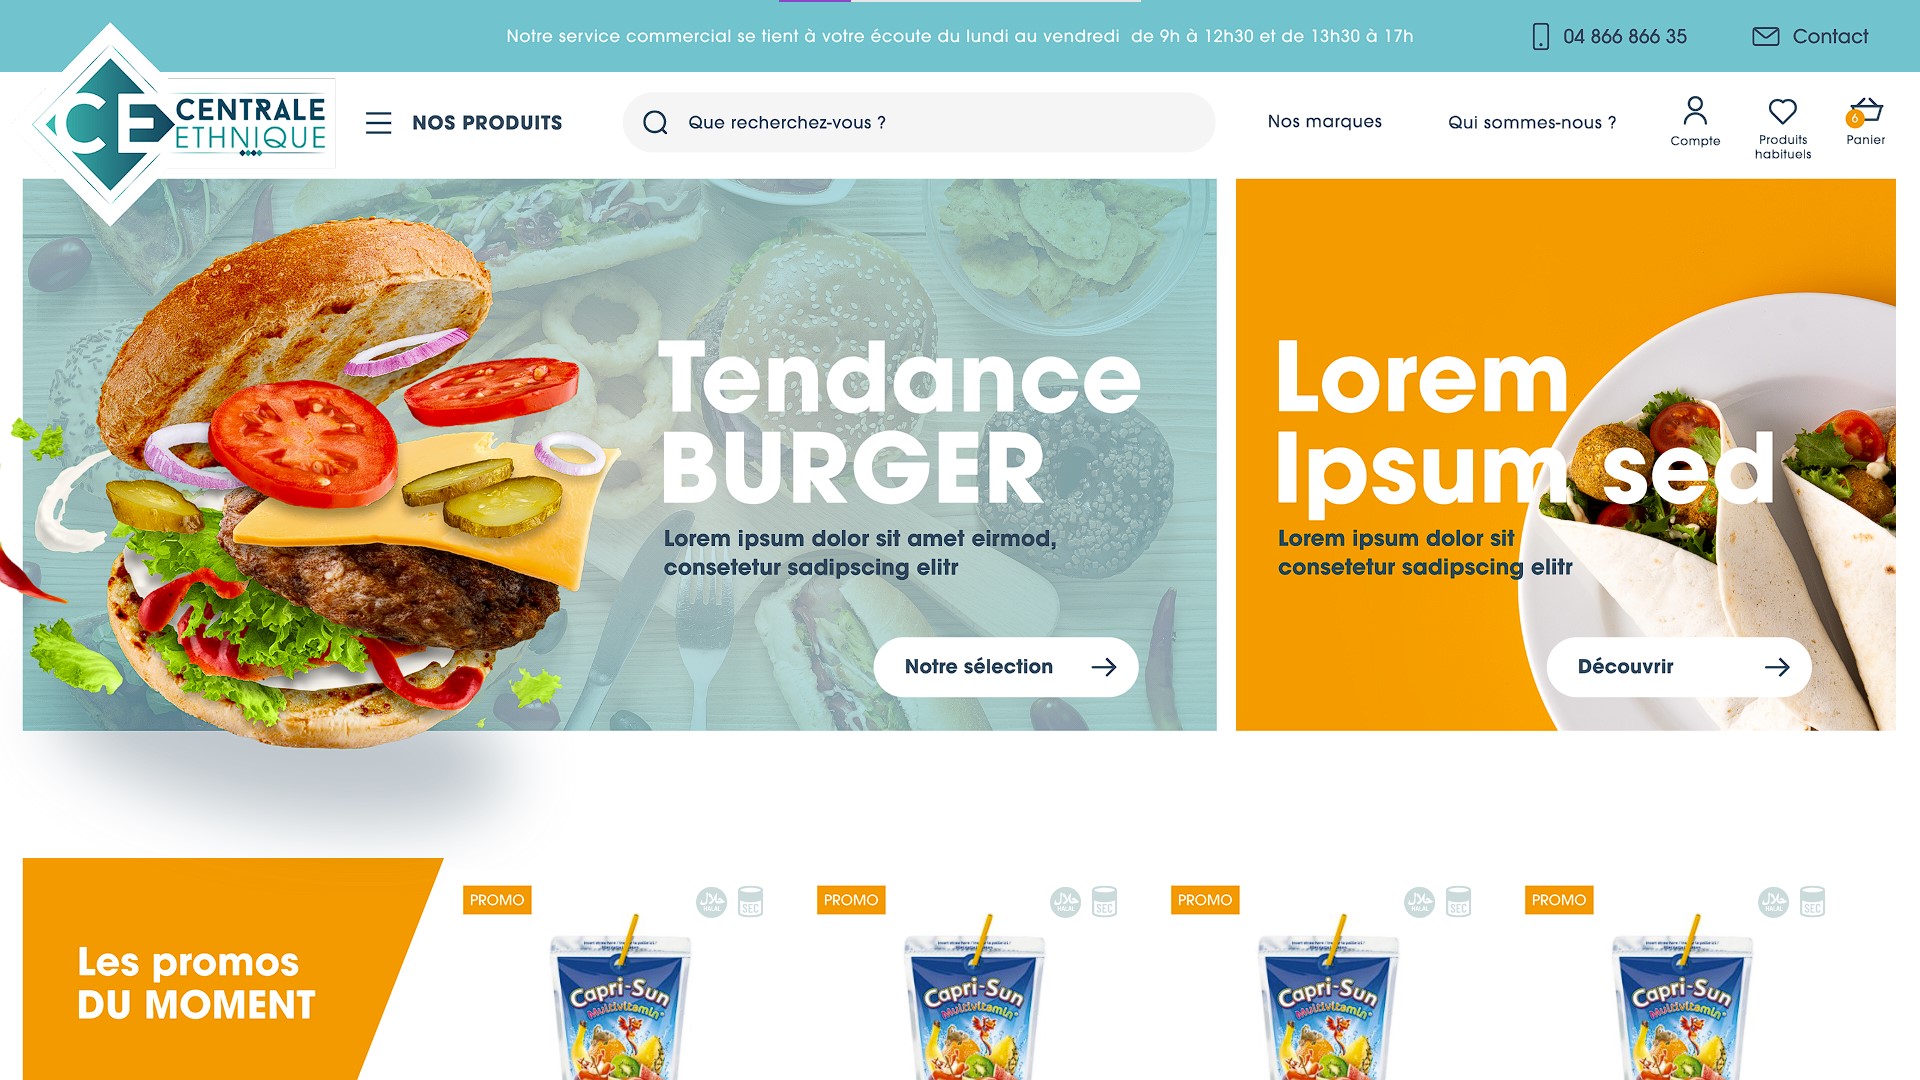 Notre service commercial se tient à votre écoute du lundi au vendredi de 9h à 12h30 et de 13h30 à 17h
04 866 866 35
Contact
CE
CENTRALE
ETHNIQUE
NOS PRODUITS
Que recherchez-vous ?
Nos marques
Qui sommes-nous ?
Compte
Produits
habituels
6
Panier
Tendance
BURGER
Lorem ipsum dolor sit amet eirmod,
consetetur sadipscing elitr
Notre sélection
Lorem
Ipsum sed
Lorem ipsum dolor sit
consetetur sadipscing elitr
Découvrir
Les promos
DU MOMENT
PROMO
حلال
HALAL
SEC
Capri-Sun
Multivitamin
PROMO
حلال
HALAL
SEC
Capri-Sun
Multivitamin
PROMO
حلال
HALAL
SEC
Capri-Sun
Multivitamin
PROMO
حلال
HALAL
SEC
Capri-Sun
Multivitamin